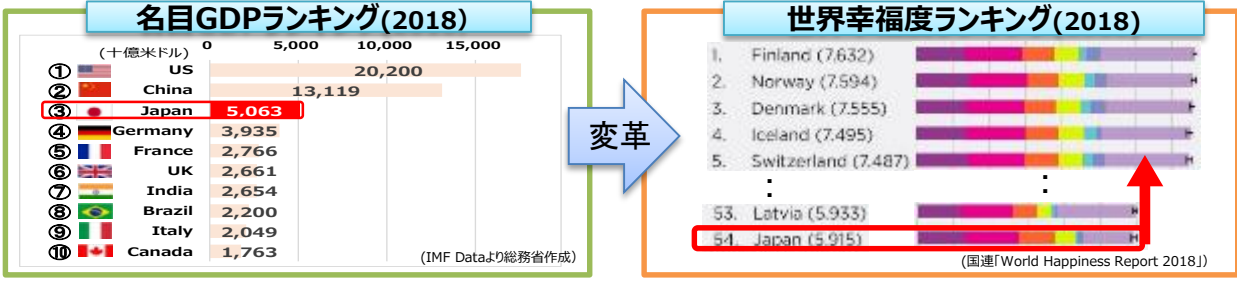 名目GDPランキング(2018)
(十億米ドル) 0 5,000 10,000 15,000
① US 20,200
② China 13,119
③ Japan 5,063
④ Germany 3,935
⑤ France 2,766
⑥ UK 2,661
⑦ India 2,654
⑧ Brazil 2,200
⑨ Italy 2,049
⑩ Canada 1,763
(IMF Dataより総務省作成)
変革
世界幸福度ランキング(2018)
1. Finland (7.632)
2. Norway (7.594)
3. Denmark (7.555)
4. Iceland (7.495)
5. Switzerland (7.487)
: :
53. Latvia (5.933)
54. Japan (5.915)
(国連「World Happiness Report 2018」)